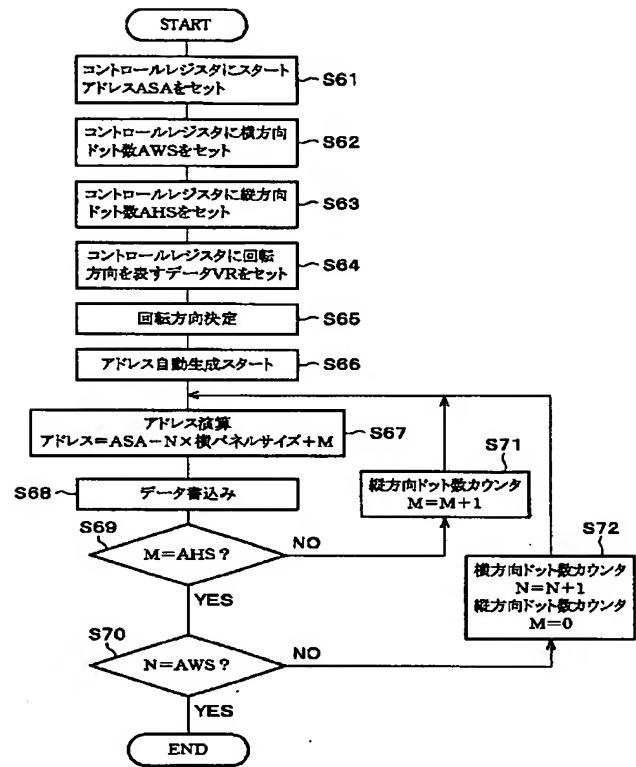 START
コントロールレジスタにスタート
アドレスASAをセット
S61
コントロールレジスタに横方向
ドット数AWSをセット
S62
コントロールレジスタに縦方向
ドット数AHSをセット
S63
コントロールレジスタに回転
方向を表すデータVRをセット
S64
回転方向決定
S65
アドレス自動生成スタート
S66
アドレス演算
アドレス=ASA-N×横パネルサイズ+M
S67
S68
データ書込み
S69
M=AHS?
NO
YES
S71
縦方向ドット数カウンタ
M=M+1
S72
横方向ドット数カウンタ
N=N+1
縦方向ドット数カウンタ
M=0
S70
N=AWS?
NO
YES
END